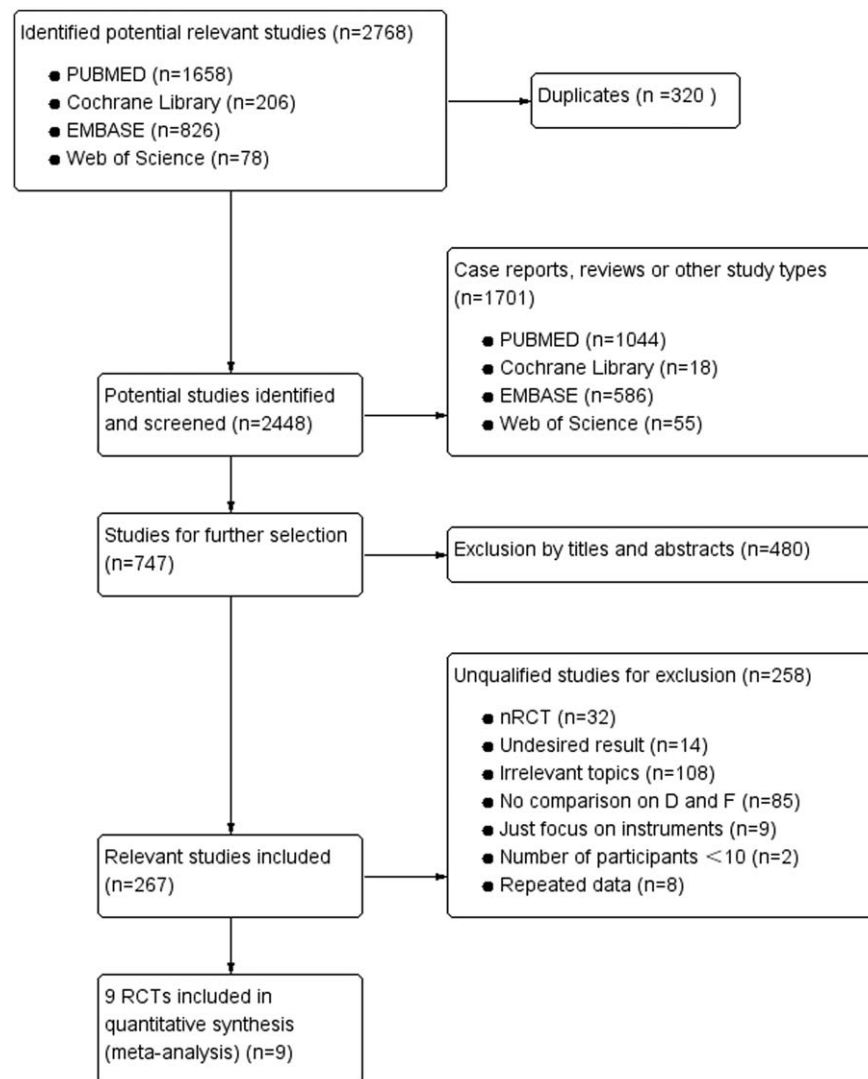 Identified potential relevant studies (n=2768)
● PUBMED (n=1658)
● Cochrane Library (n=206)
● EMBASE (n=826)
● Web of Science (n=78)
Duplicates (n =320 )
Case reports, reviews or other study types
(n=1701)
● PUBMED (n=1044)
● Cochrane Library (n=18)
● EMBASE (n=586)
● Web of Science (n=55)
Potential studies identified
and screened (n=2448)
Studies for further selection
(n=747)
Exclusion by titles and abstracts (n=480)
Unqualified studies for exclusion (n=258)
● nRCT (n=32)
● Undesired result (n=14)
● Irrelevant topics (n=108)
● No comparison on D and F (n=85)
● Just focus on instruments (n=9)
● Number of participants <10 (n=2)
● Repeated data (n=8)
Relevant studies included
(n=267)
9 RCTs included in
quantitative synthesis
(meta-analysis) (n=9)